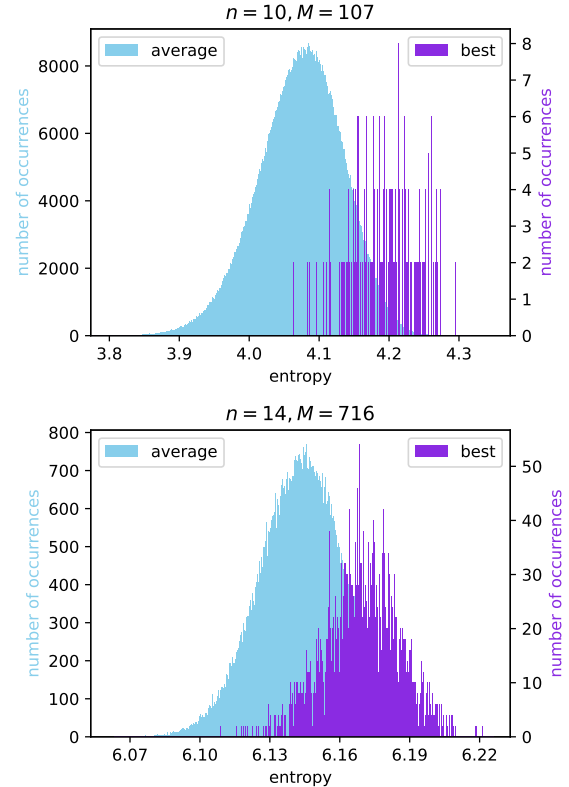 n = 10, M = 107
average
best
8000
6000
4000
2000
0
number of occurrences
8
7
6
5
4
3
2
1
0
number of occurrences
3.8 3.9 4.0 4.1 4.2 4.3
entropy
n = 14, M = 716
average
best
800
700
600
500
400
300
200
100
0
number of occurrences
50
40
30
20
10
0
number of occurrences
6.07 6.10 6.13 6.16 6.19 6.22
entropy